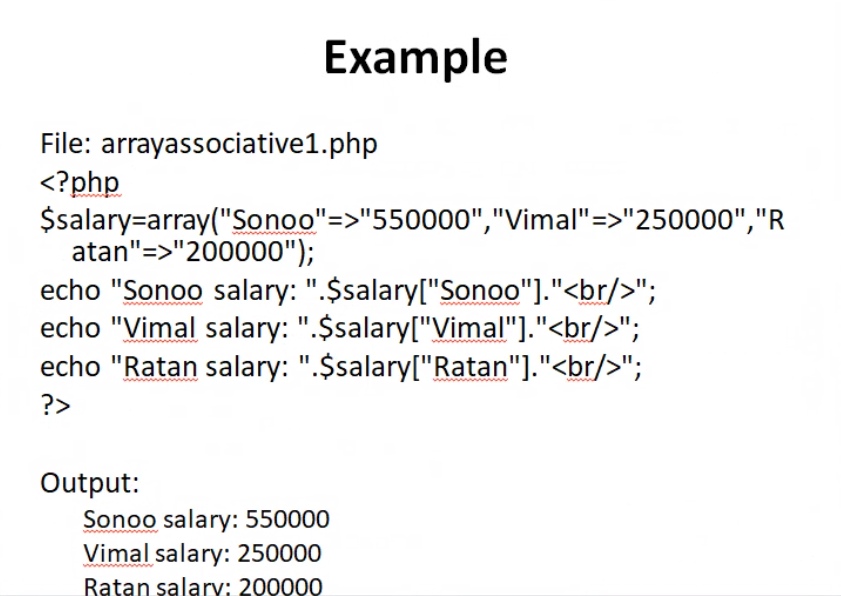 Example
File: arrayassociative1.php
<?php
$salary=array("Sonoo"=>"550000","Vimal"=>"250000","R
atan"=>"200000");
echo "Sonoo salary: ".$salary["Sonoo"]."<br/>";
echo "Vimal salary: ".$salary["Vimal"]."<br/>";
echo "Ratan salary: ".$salary["Ratan"]."<br/>";
?>
Output:
Sonoo salary: 550000
Vimal salary: 250000
Ratan salary: 200000